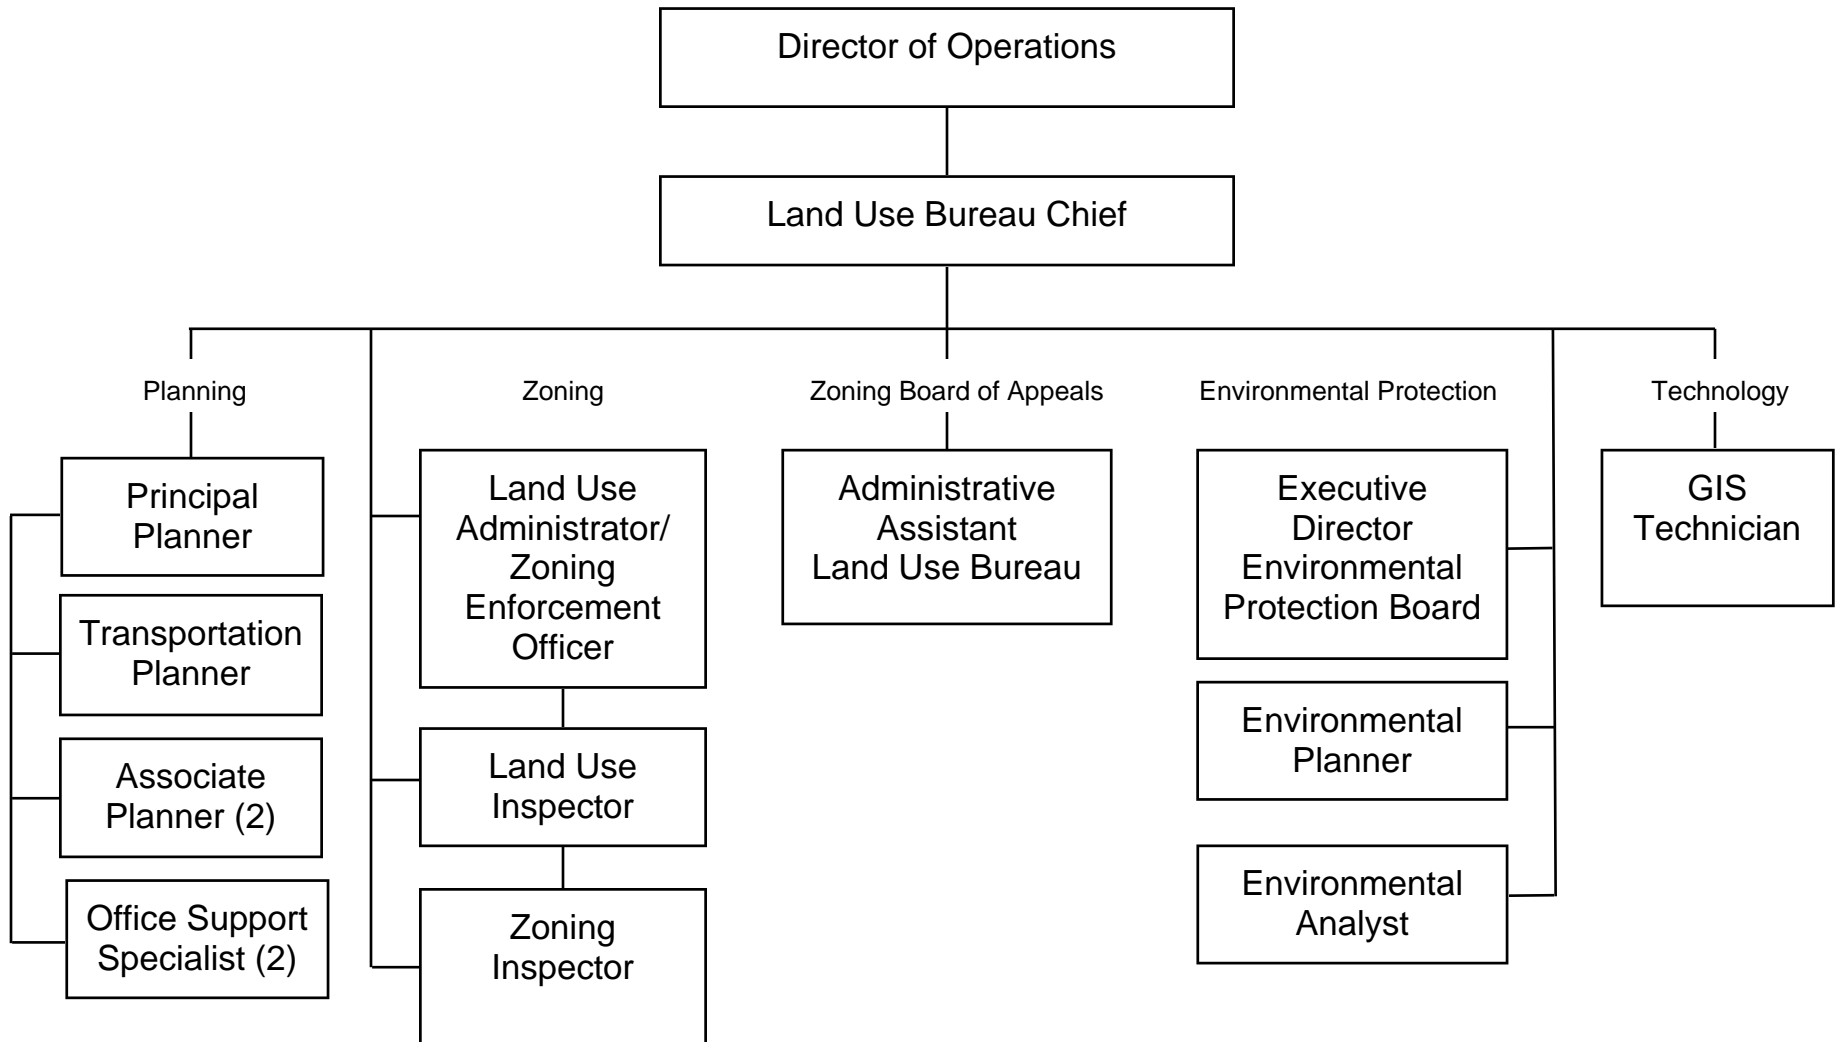 Director of Operations
Land Use Bureau Chief
Planning
Zoning
Zoning Board of Appeals
Environmental Protection
Technology
Principal
Planner
Transportation
Planner
Associate
Planner (2)
Office Support
Specialist (2)
Land Use
Administrator/
Zoning
Enforcement
Officer
Land Use
Inspector
Zoning
Inspector
Administrative
Assistant
Land Use Bureau
Executive
Director
Environmental
Protection Board
Environmental
Planner
Environmental
Analyst
GIS
Technician